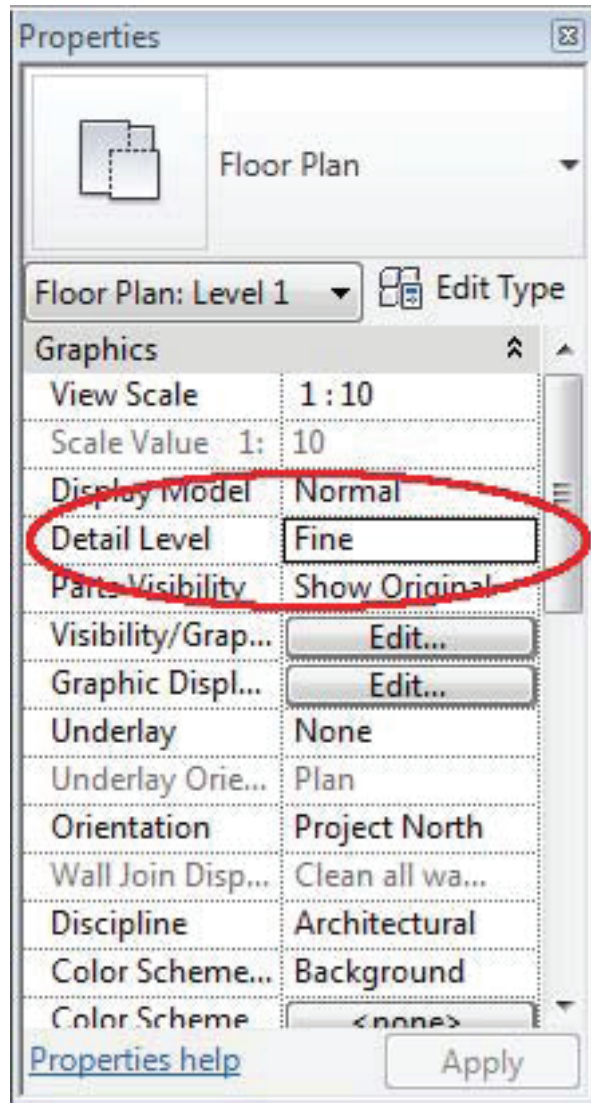 Properties
Floor Plan
Floor Plan: Level 1 Edit Type
Graphics
View Scale 1 : 10
Scale Value 1: 10
Display Model Normal
Detail Level Fine
Parts Visibility Show Original
Visibility/Grap... Edit...
Graphic Displ... Edit...
Underlay None
Underlay Orie... Plan
Orientation Project North
Wall Join Disp... Clean all wa...
Discipline Architectural
Color Scheme... Background
Color Scheme <none>
Properties help Apply